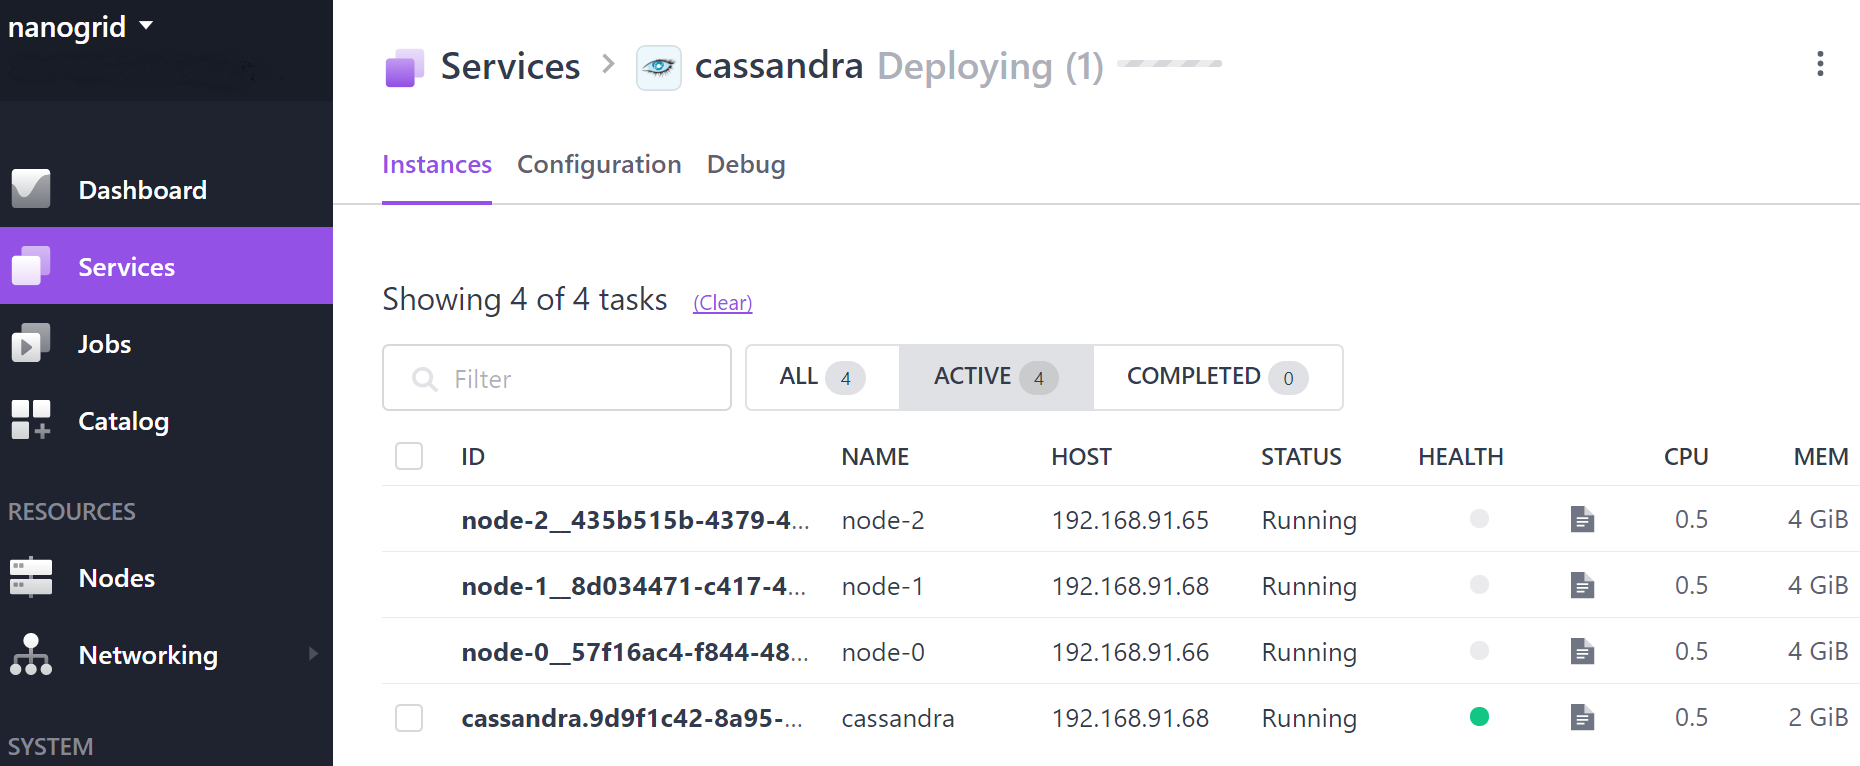 nanogrid
Services > cassandra Deploying (1)
Dashboard
Services
Jobs
Catalog
RESOURCES
Nodes
Networking
SYSTEM
Instances Configuration Debug
Showing 4 of 4 tasks (Clear)
Filter ALL 4 ACTIVE 4 COMPLETED 0
ID NAME HOST STATUS HEALTH CPU MEM
node-2__435b515b-4379-4... node-2 192.168.91.65 Running 0.5 4 GiB
node-1__8d034471-c417-4... node-1 192.168.91.68 Running 0.5 4 GiB
node-0__57f16ac4-f844-48... node-0 192.168.91.66 Running 0.5 4 GiB
cassandra.9d9f1c42-8a95-... cassandra 192.168.91.68 Running 0.5 2 GiB